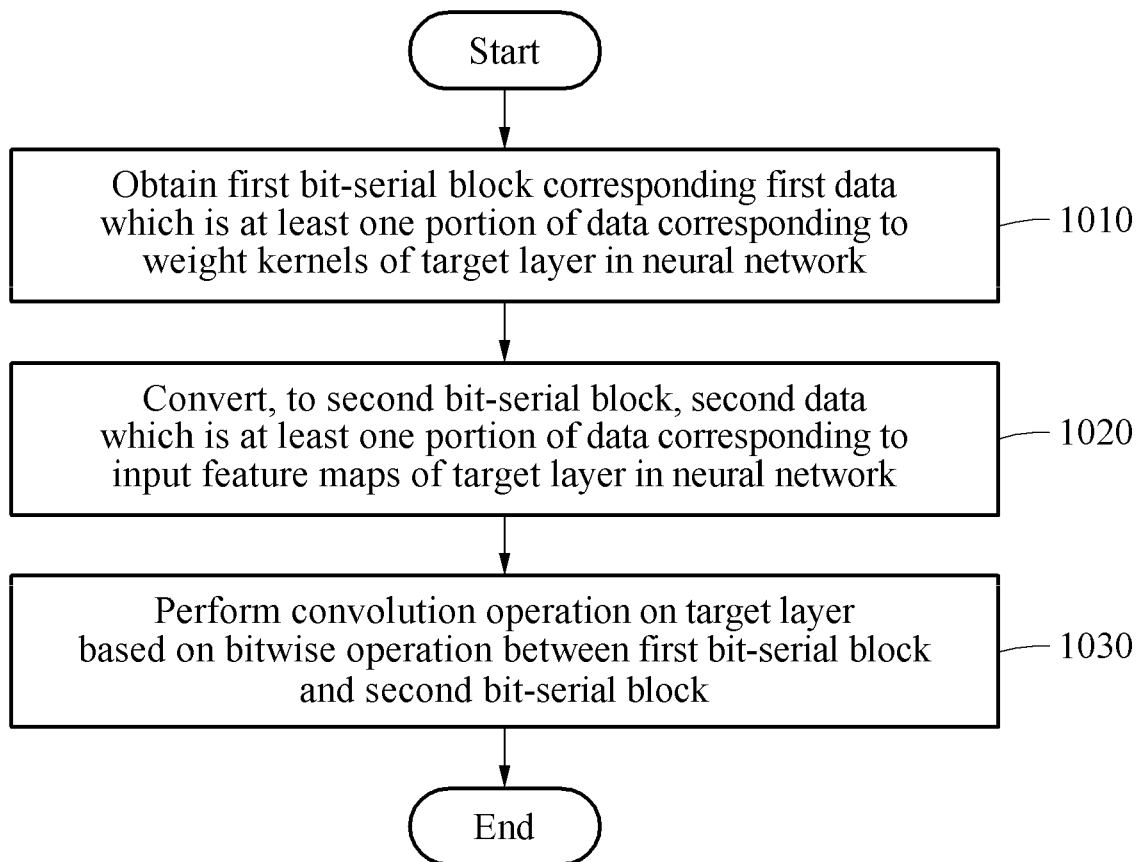 Start
Obtain first bit-serial block corresponding first data
which is at least one portion of data corresponding to
weight kernels of target layer in neural network
1010
Convert, to second bit-serial block, second data
which is at least one portion of data corresponding to
input feature maps of target layer in neural network
1020
Perform convolution operation on target layer
based on bitwise operation between first bit-serial block
and second bit-serial block
1030
End